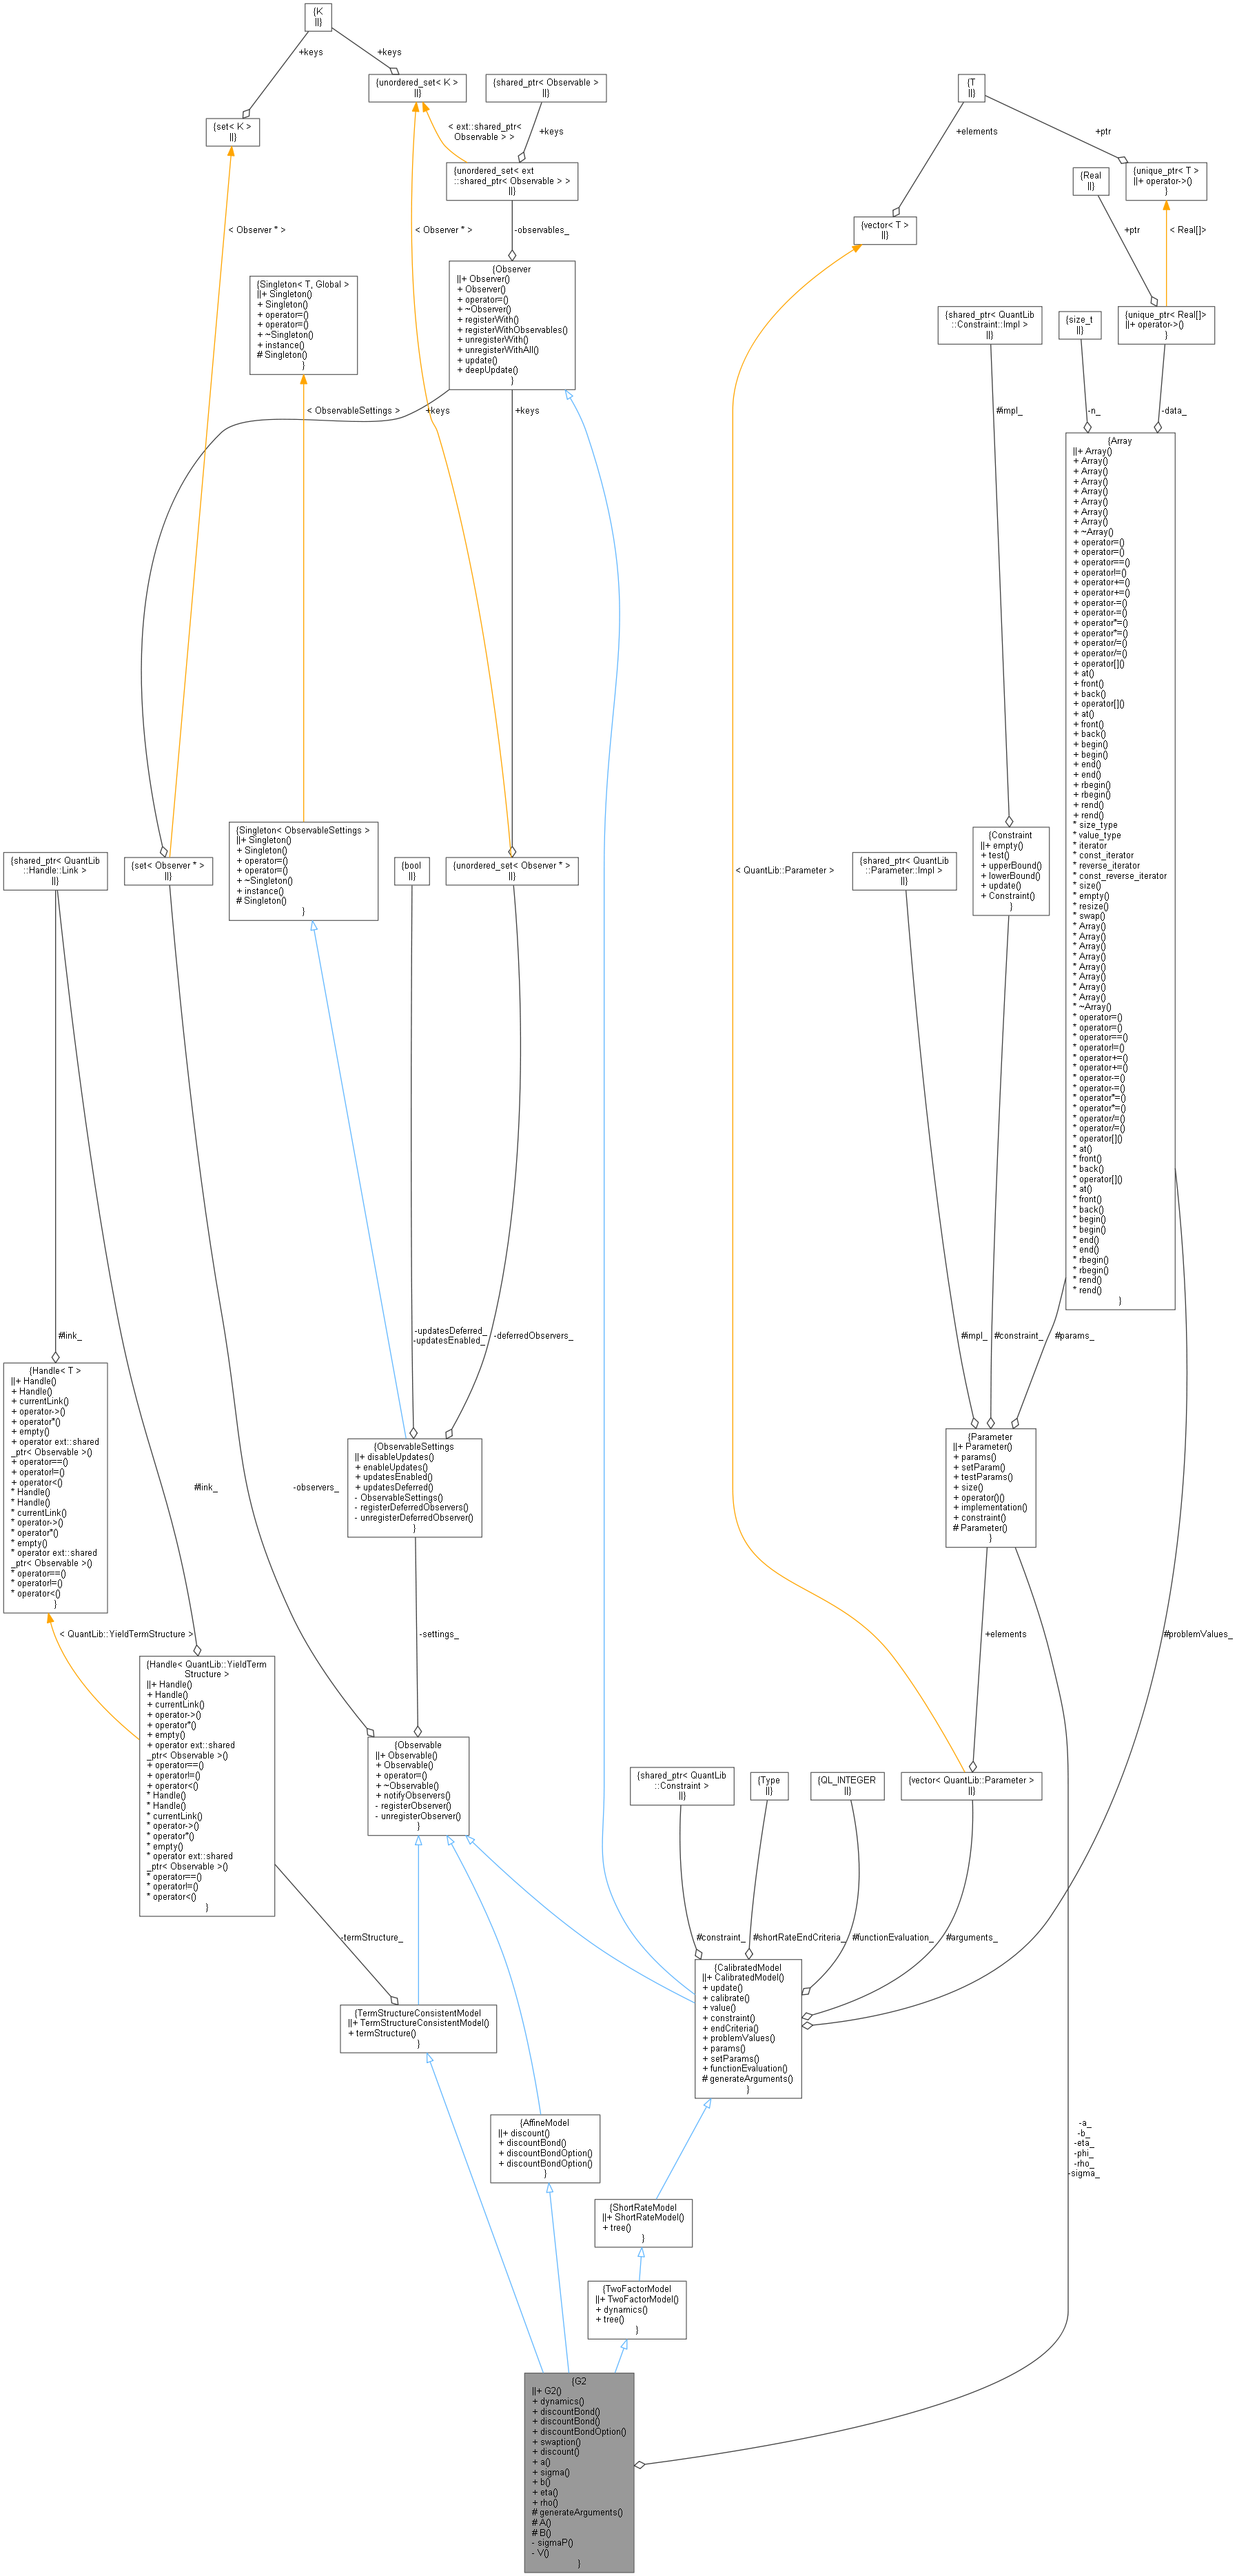 {K
||}
+keys
+keys
{unordered_set< K >
||}
{shared_ptr< Observable >
||}
{T
||}
{set< K >
||}
< ext::shared_ptr<
Observable > >
+keys
+elements
+ptr
{unordered_set< ext
::shared_ptr< Observable > >
||}
{Real
||}
{unique_ptr< T >
||+ operator->()
}
{vector< T >
||}
< Observer * >
< Observer * >
-observables_
+ptr
< Real[]>
{Singleton< T, Global >
||+ Singleton()
+ Singleton()
+ operator=()
+ operator=()
+ ~Singleton()
+ instance()
# Singleton()
}
{Observer
||+ Observer()
+ Observer()
+ operator=()
+ ~Observer()
+ registerWith()
+ registerWithObservables()
+ unregisterWith()
+ unregisterWithAll()
+ update()
+ deepUpdate()
}
{shared_ptr< QuantLib
::Constraint::Impl >
||}
{size_t
||}
{unique_ptr< Real[]>
||+ operator->()
}
< ObservableSettings >
+keys
+keys
#impl_
-n_
-data_
{Array
||+ Array()
+ Array()
+ Array()
+ Array()
+ Array()
+ Array()
+ Array()
+ Array()
+ ~Array()
+ operator=()
+ operator=()
+ operator==()
+ operator!=()
+ operator+=()
+ operator+=()
+ operator-=()
+ operator-=()
+ operator*=()
+ operator*=()
+ operator/=()
+ operator/=()
+ operator[]()
+ at()
+ front()
+ back()
+ operator[]()
+ at()
+ front()
+ back()
+ begin()
+ begin()
+ end()
+ end()
+ rbegin()
+ rbegin()
+ rend()
+ rend()
* size_type
* value_type
* iterator
* const_iterator
* reverse_iterator
* const_reverse_iterator
* size()
* empty()
* resize()
* swap()
* Array()
* Array()
* Array()
* Array()
* Array()
* Array()
* Array()
* Array()
* ~Array()
* operator=()
* operator=()
* operator==()
* operator!=()
* operator+=()
* operator+=()
* operator-=()
* operator-=()
* operator*=()
* operator*=()
* operator/=()
* operator/=()
* operator[]()
* at()
* front()
* back()
* operator[]()
* at()
* front()
* back()
* begin()
* begin()
* end()
* end()
* rbegin()
* rbegin()
* rend()
* rend()
}
{shared_ptr< QuantLib
::Handle::Link >
||}
{set< Observer * >
||}
{Singleton< ObservableSettings >
||+ Singleton()
+ Singleton()
+ operator=()
+ operator=()
+ ~Singleton()
+ instance()
# Singleton()
}
{bool
||}
{unordered_set< Observer * >
||}
< QuantLib::Parameter >
{shared_ptr< QuantLib
::Parameter::Impl >
||}
{Constraint
||+ empty()
+ test()
+ upperBound()
+ lowerBound()
+ update()
+ Constraint()
}
#link_
-updatesDeferred_
-updatesEnabled_
-deferredObservers_
#impl_
#constraint_
#params_
{Handle< T >
||+ Handle()
+ Handle()
+ currentLink()
+ operator->()
+ operator*()
+ empty()
+ operator ext::shared
_ptr< Observable >()
+ operator==()
+ operator!=()
+ operator<()
* Handle()
* Handle()
* currentLink()
* operator->()
* operator*()
* empty()
* operator ext::shared
_ptr< Observable >()
* operator==()
* operator!=()
* operator<()
}
#link_
-observers_
{ObservableSettings
||+ disableUpdates()
+ enableUpdates()
+ updatesEnabled()
+ updatesDeferred()
- ObservableSettings()
- registerDeferredObservers()
- unregisterDeferredObserver()
}
{Parameter
||+ Parameter()
+ params()
+ setParam()
+ testParams()
+ size()
+ operator()()
+ implementation()
+ constraint()
# Parameter()
}
< QuantLib::YieldTermStructure >
-settings_
+elements
#problemValues_
{Handle< QuantLib::YieldTerm
Structure >
||+ Handle()
+ Handle()
+ currentLink()
+ operator->()
+ operator*()
+ empty()
+ operator ext::shared
_ptr< Observable >()
+ operator==()
+ operator!=()
+ operator<()
* Handle()
* Handle()
* currentLink()
* operator->()
* operator*()
* empty()
* operator ext::shared
_ptr< Observable >()
* operator==()
* operator!=()
* operator<()
}
{Observable
||+ Observable()
+ Observable()
+ operator=()
+ ~Observable()
+ notifyObservers()
- registerObserver()
- unregisterObserver()
}
{shared_ptr< QuantLib
::Constraint >
||}
{Type
||}
{QL_INTEGER
||}
{vector< QuantLib::Parameter >
||}
-termStructure_
#constraint_
#shortRateEndCriteria_
#functionEvaluation_
#arguments_
{TermStructureConsistentModel
||+ TermStructureConsistentModel()
+ termStructure()
}
{CalibratedModel
||+ CalibratedModel()
+ update()
+ calibrate()
+ value()
+ constraint()
+ endCriteria()
+ problemValues()
+ params()
+ setParams()
+ functionEvaluation()
# generateArguments()
}
{AffineModel
||+ discount()
+ discountBond()
+ discountBondOption()
+ discountBondOption()
}
-a_
-b_
-eta_
-phi_
-rho_
-sigma_
{ShortRateModel
||+ ShortRateModel()
+ tree()
}
{TwoFactorModel
||+ TwoFactorModel()
+ dynamics()
+ tree()
}
{G2
||+ G2()
+ dynamics()
+ discountBond()
+ discountBond()
+ discountBondOption()
+ swaption()
+ discount()
+ a()
+ sigma()
+ b()
+ eta()
+ rho()
# generateArguments()
# A()
# B()
- sigmaP()
- V()
}